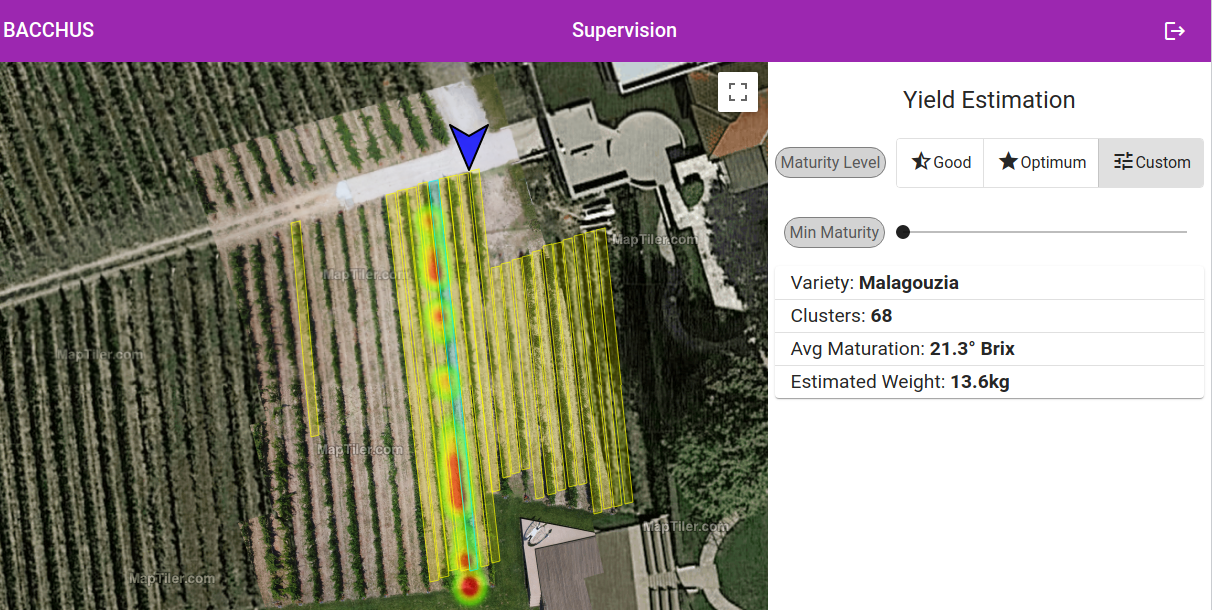 BACCHUS
Supervision
Yield Estimation
Maturity Level
Good
Optimum
Custom
Min Maturity
Variety: Malagouzia
Clusters: 68
Avg Maturation: 21.3° Brix
Estimated Weight: 13.6kg
MapTiler.com
MapTiler.com
MapTiler.com
MapTiler.com
MapTiler.com
MapTiler.com